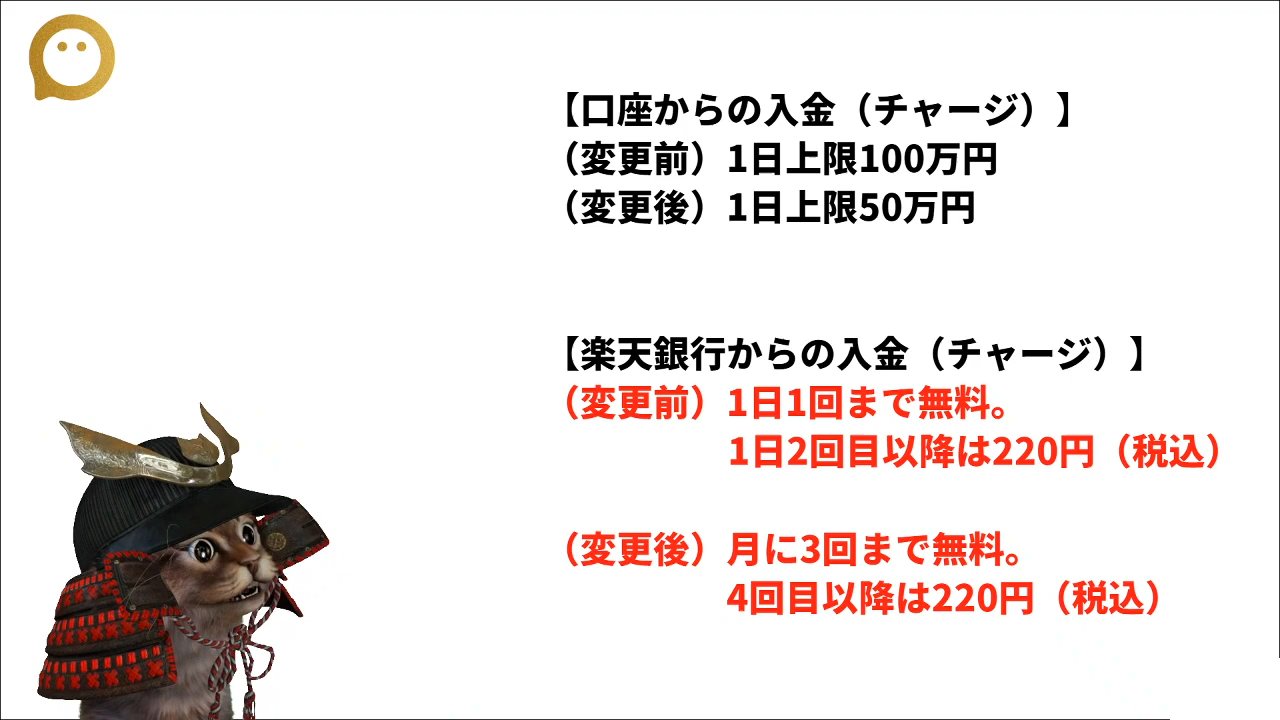 【口座からの入金（チャージ）】
（変更前）1日上限100万円
（変更後）1日上限50万円
【楽天銀行からの入金（チャージ）】
（変更前）1日1回まで無料。
1日2回目以降は220円（税込）
（変更後）月に3回まで無料。
4回目以降は220円（税込）